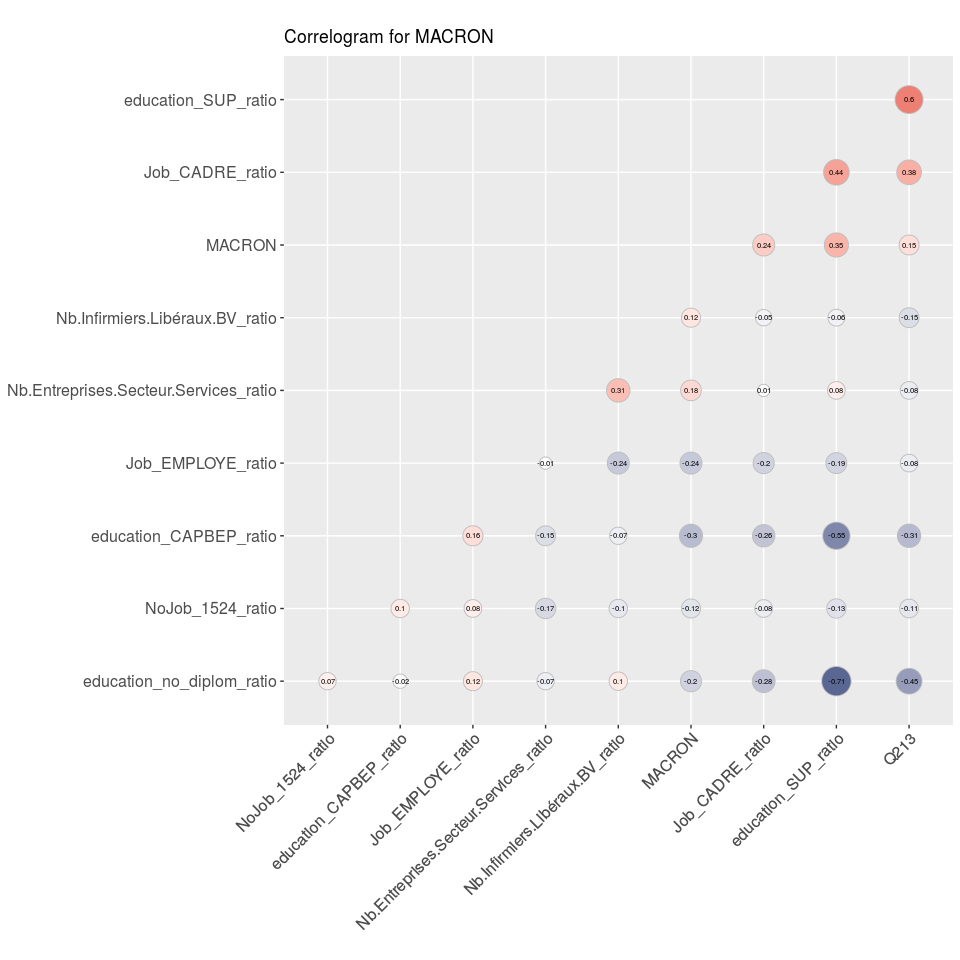 Correlogram for MACRON
education_SUP_ratio
0.6
Job_CADRE_ratio
0.44 0.38
MACRON
0.24 0.35 0.15
Nb.Infirmiers.Libéraux.BV_ratio
0.12 -0.05 -0.06 -0.15
Nb.Entreprises.Secteur.Services_ratio
0.31 0.18 0.01 0.08 -0.08
Job_EMPLOYE_ratio
-0.01 -0.24 -0.24 -0.2 -0.19 -0.08
education_CAPBEP_ratio
0.16 -0.15 -0.07 -0.3 -0.26 -0.55 -0.31
NoJob_1524_ratio
0.1 0.08 -0.17 -0.1 -0.12 -0.08 -0.13 -0.11
education_no_diplom_ratio
0.07 -0.02 0.12 -0.07 0.1 -0.2 -0.28 -0.71 -0.45
NoJob_1524_ratio
education_CAPBEP_ratio
Job_EMPLOYE_ratio
Nb.Entreprises.Secteur.Services_ratio
Nb.Infirmiers.Libéraux.BV_ratio
MACRON
Job_CADRE_ratio
education_SUP_ratio
Q213